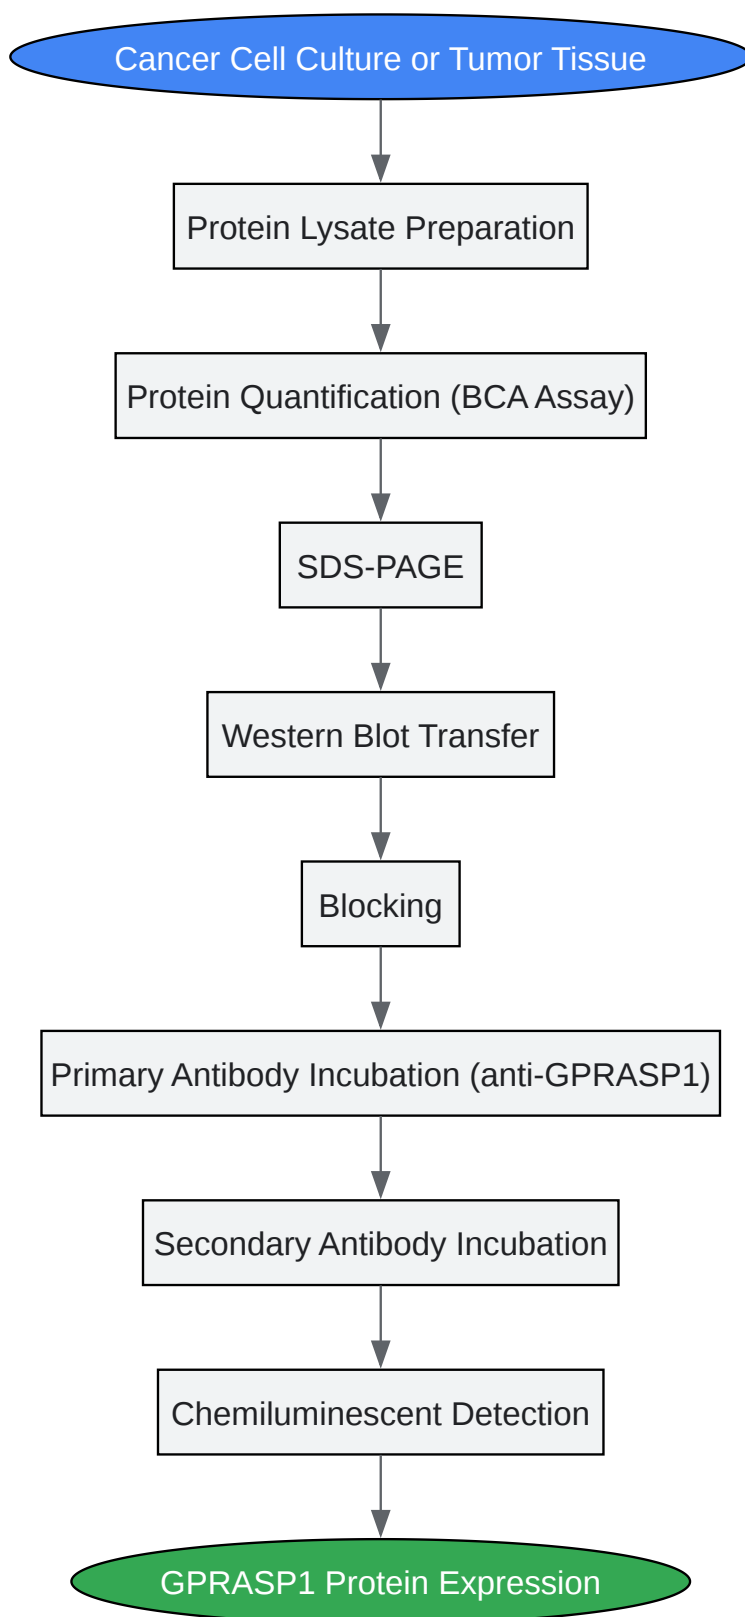 Cancer Cell Culture or Tumor Tissue
Protein Lysate Preparation
Protein Quantification (BCA Assay)
SDS-PAGE
Western Blot Transfer
Blocking
Primary Antibody Incubation (anti-GPRASP1)
Secondary Antibody Incubation
Chemiluminescent Detection
GPRASP1 Protein Expression